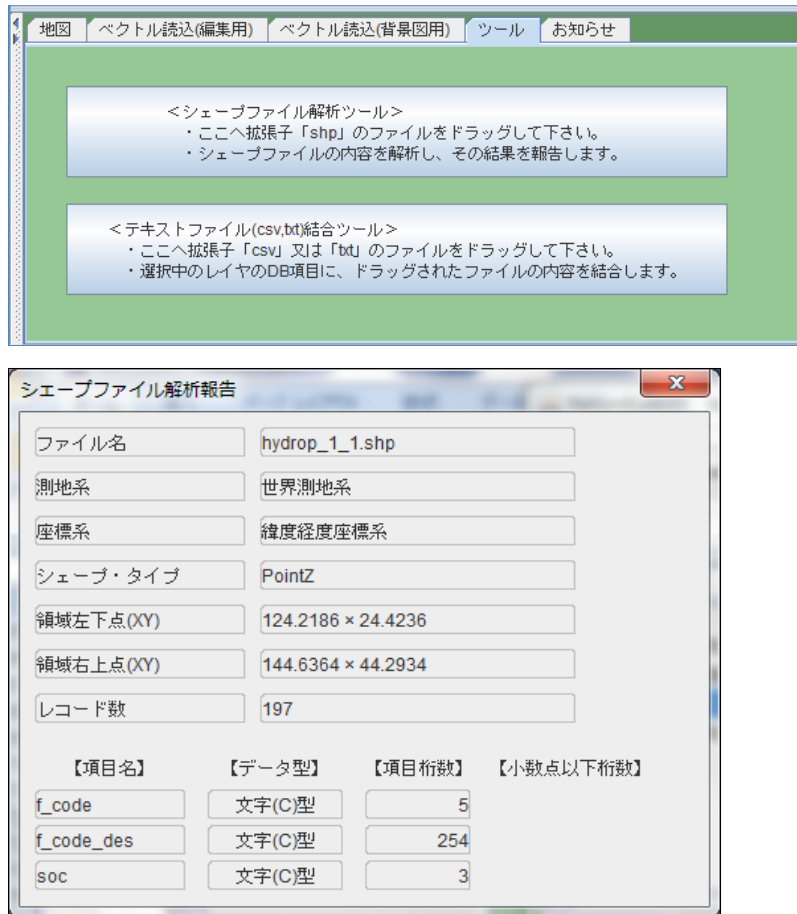 地図 ベクトル読込(編集用) ベクトル読込(背景図用) ツール お知らせ
＜シェープファイル解析ツール＞
・ここへ拡張子「shp」のファイルをドラッグして下さい。
・シェープファイルの内容を解析し、その結果を報告します。
＜テキストファイル(csv,txt)結合ツール＞
・ここへ拡張子「csv」又は「txt」のファイルをドラッグして下さい。
・選択中のレイヤのDB項目に、ドラッグされたファイルの内容を結合します。
シェープファイル解析報告
ファイル名 hydrop_1_1.shp
測地系 世界測地系
座標系 緯度経度座標系
シェープ・タイプ PointZ
領域左下点(XY) 124.2186 × 24.4236
領域右上点(XY) 144.6364 × 44.2934
レコード数 197
【項目名】 【データ型】 【項目桁数】 【小数点以下桁数】
f_code 文字(C)型 5
f_code_des 文字(C)型 254
soc 文字(C)型 3